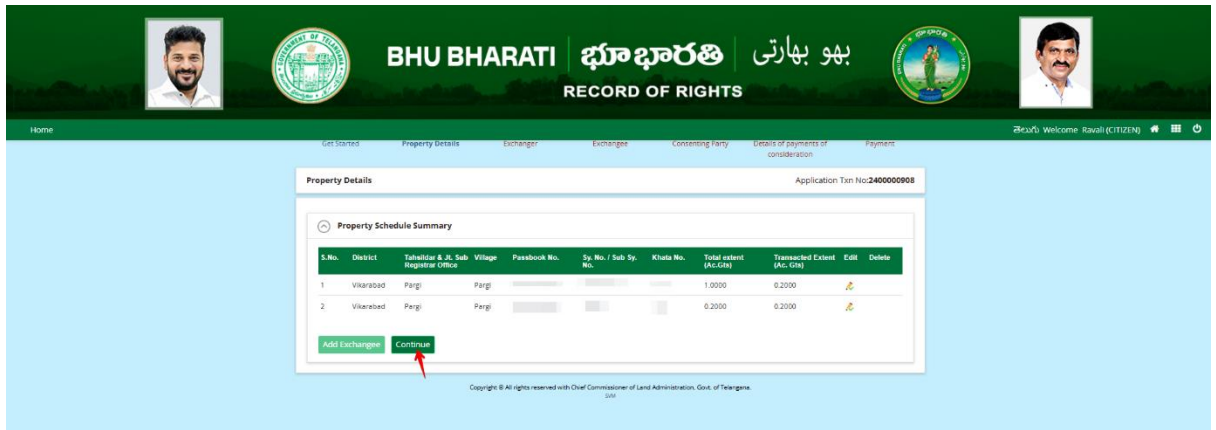 GOVERNMENT OF TELANGANA
BHU BHARATI
భూ భారతి
بھو بھارتی
RECORD OF RIGHTS
Home
తెలుగు Welcome Ravali (CITIZEN)
Get Started Property Details Exchanger Exchangee Consenting Party Details of payments of consideration Payment
Property Details Application Txn No:2400000908
Property Schedule Summary
S.No. District Tahsildar & Jt. Sub Registrar Office Village Passbook No. Sy. No. / Sub Sy. No. Khata No. Total extent (Ac.Gts) Transacted Extent (Ac. Gts) Edit Delete
1 Vikarabad Pargi Pargi 1.0000 0.2000
2 Vikarabad Pargi Pargi 0.2000 0.2000
Add Exchangee Continue
Copyright © All rights reserved with Chief Commissioner of Land Administration. Govt. of Telangana.
SVM